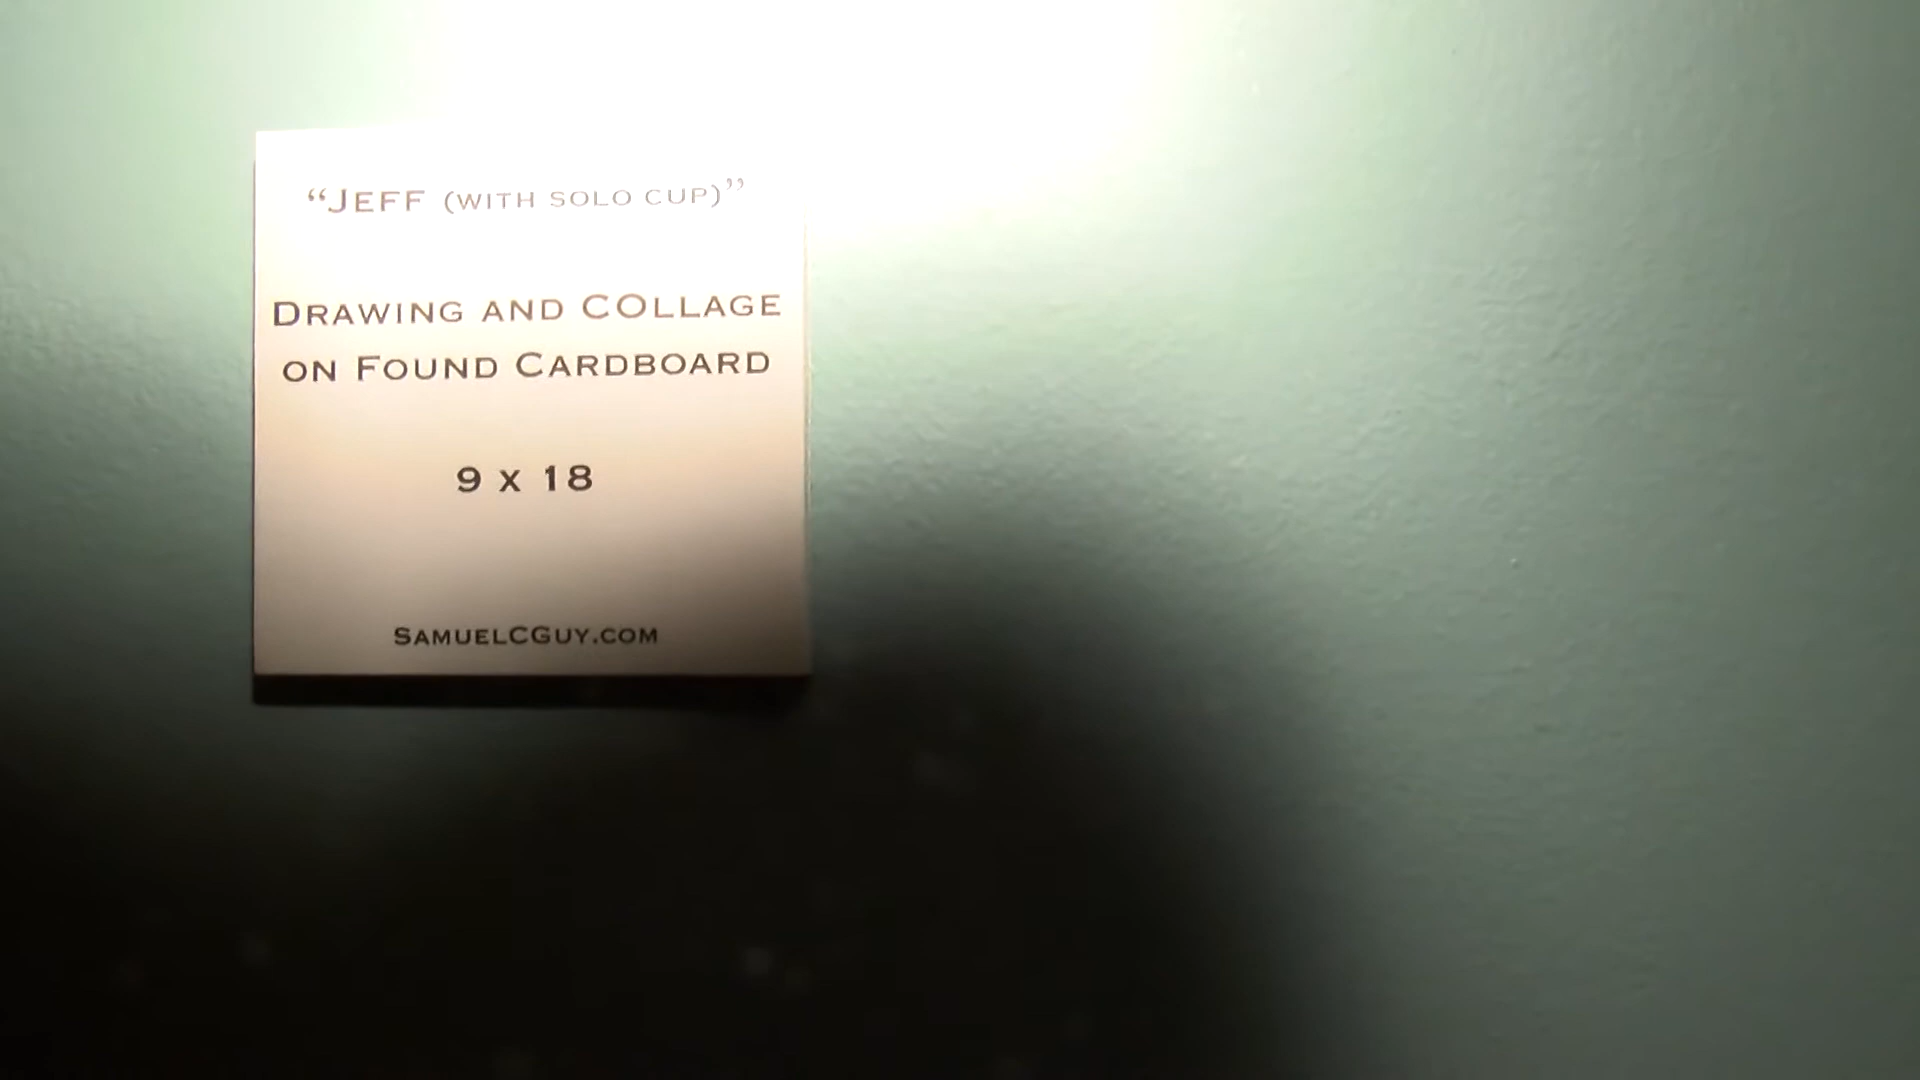 “Jeff (with solo cup)”
Drawing and COllage
on Found Cardboard
9 x 18
SamuelCGuy.com